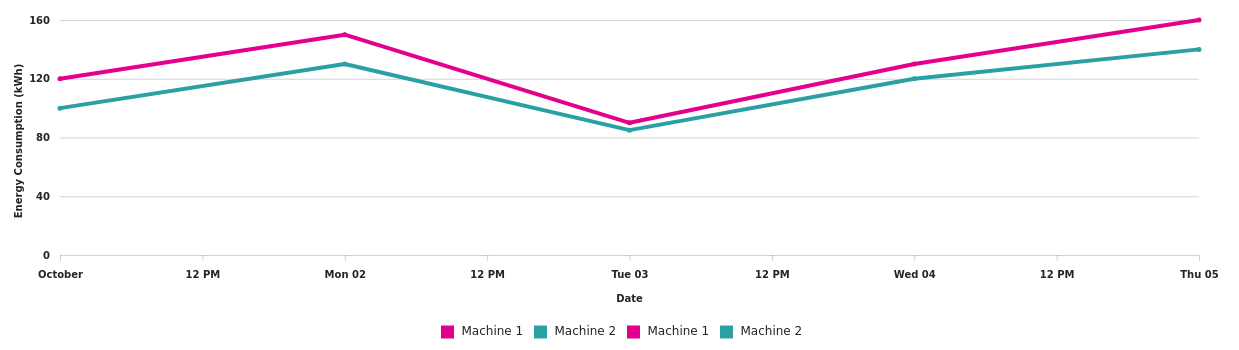 160
120
80
40
0
Energy Consumption (kWh)
October 12 PM Mon 02 12 PM Tue 03 12 PM Wed 04 12 PM Thu 05
Date
Machine 1 Machine 2 Machine 1 Machine 2